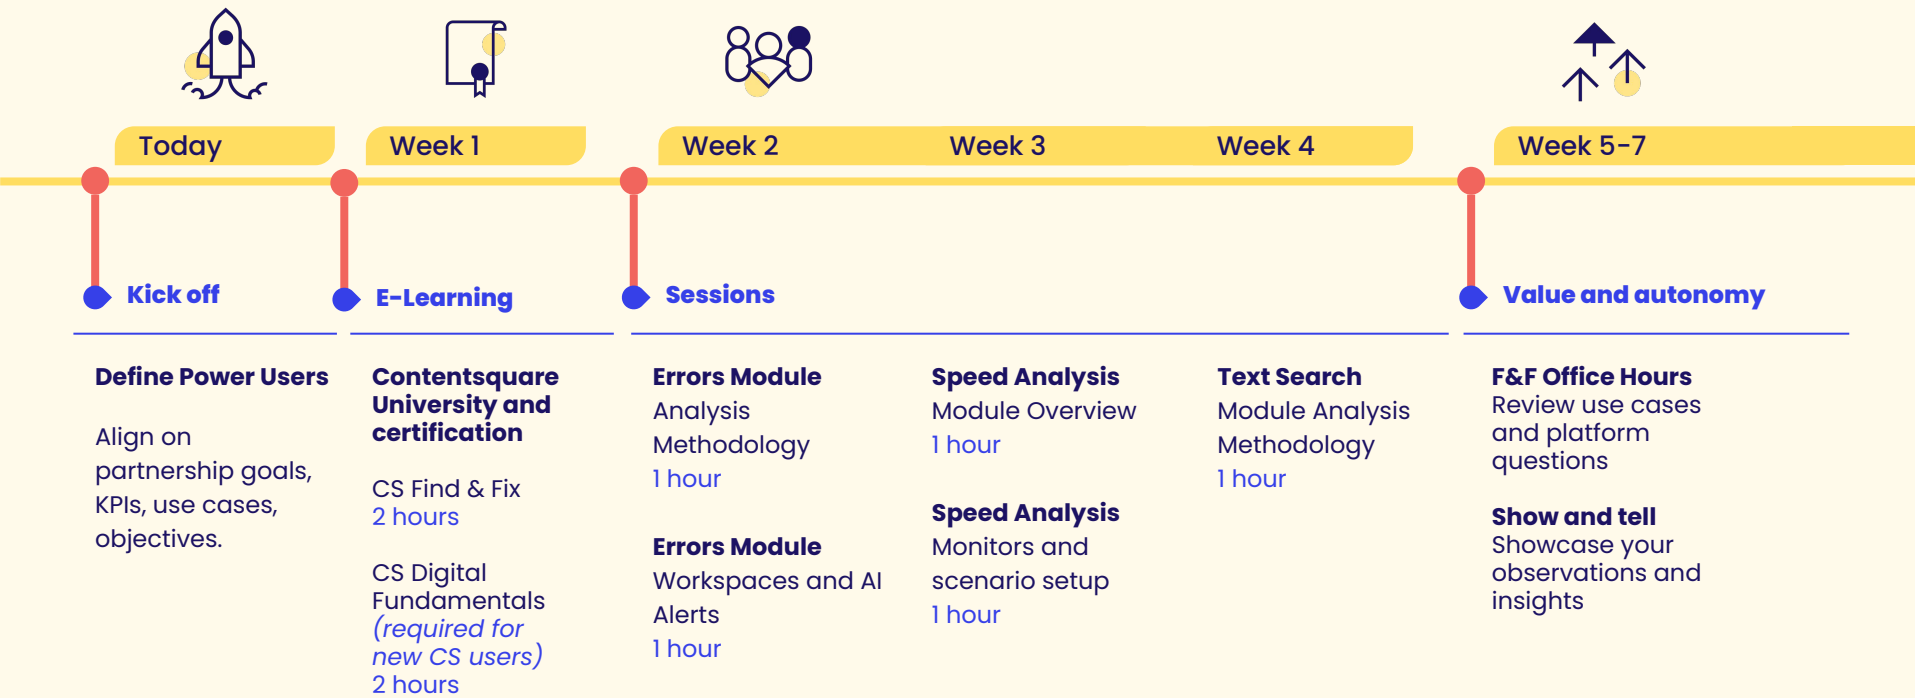 Today
Week 1
Week 2
Week 3
Week 4
Week 5-7
Kick off
E-Learning
Sessions
Value and autonomy
Define Power Users
Align on
partnership goals,
KPIs, use cases,
objectives.
Contentsquare
University and
certification
CS Find & Fix
2 hours
CS Digital
Fundamentals
(required for
new CS users)
2 hours
Errors Module
Analysis
Methodology
1 hour
Errors Module
Workspaces and AI
Alerts
1 hour
Speed Analysis
Module Overview
1 hour
Speed Analysis
Monitors and
scenario setup
1 hour
Text Search
Module Analysis
Methodology
1 hour
F&F Office Hours
Review use cases
and platform
questions
Show and tell
Showcase your
observations and
insights